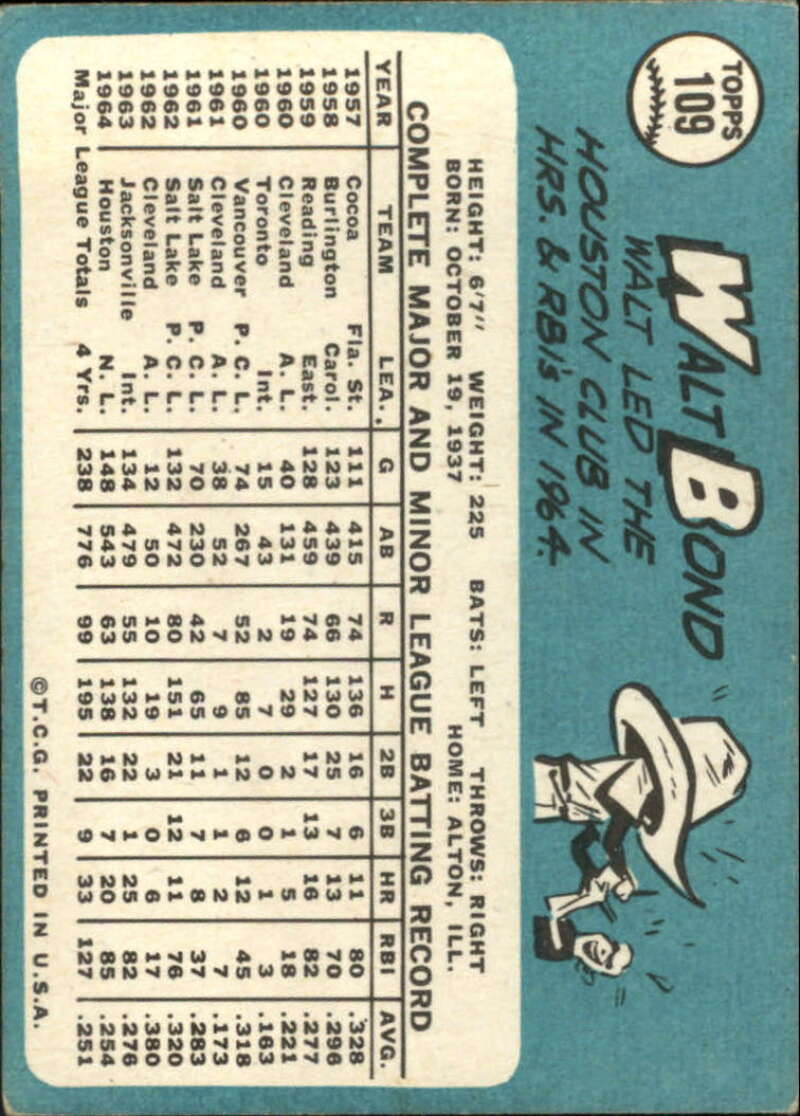 TOPPS
109
WALT BOND
WALT LED THE
HOUSTON CLUB IN
HRS. & RBI's IN 1964.
HEIGHT: 6'7" WEIGHT: 225 BATS: LEFT THROWS: RIGHT
BORN: OCTOBER 19, 1937 HOME: ALTON, ILL.
COMPLETE MAJOR AND MINOR LEAGUE BATTING RECORD
YEAR TEAM LEA., G AB R H 2B 3B HR RBI AVG.
1957 Cocoa Fla. St. 111 415 74 136 16 6 11 80 .328
1958 Burlington Carol. 123 439 66 130 25 7 13 70 .296
1959 Reading East. 128 459 74 127 17 13 16 82 .277
1960 Cleveland A. L. 40 131 19 29 2 1 5 18 .221
1960 Toronto Int. 15 43 2 7 0 0 1 3 .163
1960 Vancouver P. C. L. 74 267 52 85 12 6 12 45 .318
1961 Cleveland A. L. 38 52 7 9 1 1 2 7 .173
1961 Salt Lake P. C. L. 70 230 42 65 11 7 8 37 .283
1962 Salt Lake P. C. L. 132 472 80 151 21 12 11 76 .320
1962 Cleveland A. L. 12 50 10 19 3 0 6 17 .380
1963 Jacksonville Int. 134 479 55 132 22 1 25 82 .276
1964 Houston N. L. 148 543 63 138 16 7 20 85 .254
Major League Totals 4 Yrs. 238 776 99 195 22 9 33 127 .251
©T.C.G. PRINTED IN U.S.A.